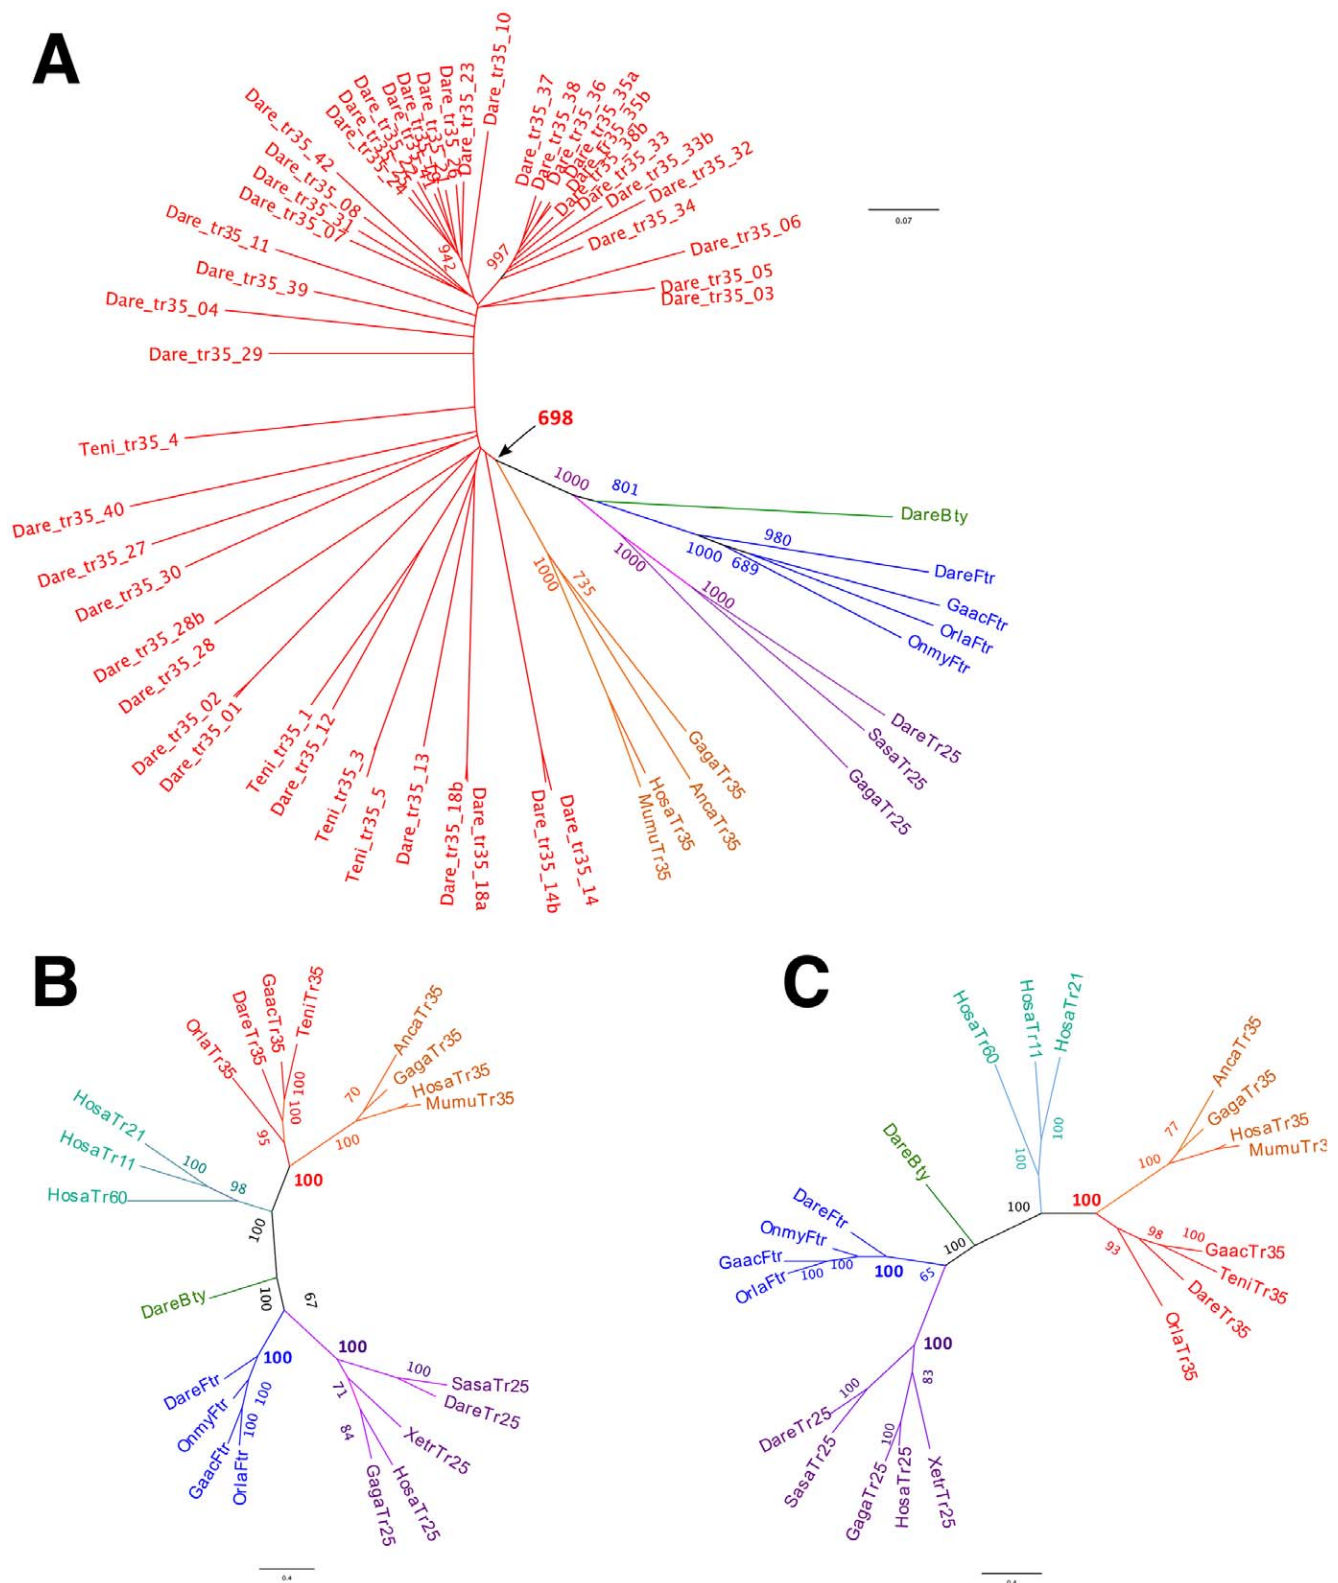 A
Dare_tr35_10
Dare_tr35_23
Dare_tr35_42
Dare_tr35_24
Dare_tr35_08
Dare_tr35_31
Dare_tr35_07
Dare_tr35_11
Dare_tr35_39
Dare_tr35_04
Dare_tr35_29
942
997
Dare_tr35_37
Dare_tr35_38
Dare_tr35_36
Dare_tr35_35a
Dare_tr35_35b
Dare_tr35_38b
Dare_tr35_33
Dare_tr35_33b
Dare_tr35_32
Dare_tr35_34
Dare_tr35_06
Dare_tr35_05
Dare_tr35_03
0.07
698
Teni_tr35_4
Dare_tr35_40
Dare_tr35_27
Dare_tr35_30
Dare_tr35_28b
Dare_tr35_28
Dare_tr35_02
Dare_tr35_01
Teni_tr35_1
Dare_tr35_12
Teni_tr35_3
Teni_tr35_5
Dare_tr35_13
Dare_tr35_18b
Dare_tr35_18a
Dare_tr35_14b
Dare_tr35_14
1000
801
DareBty
980
1000
689
DareFtr
GaacFtr
OrlaFtr
OnmyFtr
1000
1000
DareTr25
SasaTr25
GagaTr25
1000
735
GagaTr35
AncaTr35
HosaTr35
MumuTr35
B
OrlaTr35
DareTr35
GaacTr35
TeniTr35
100
100
95
AncaTr35
GagaTr35
HosaTr35
MumuTr35
70
100
100
HosaTr21
HosaTr11
HosaTr60
100
98
100
DareBty
100
67
100
DareFtr
OnmyFtr
GaacFtr
OrlaFtr
100
100
100
100
SasaTr25
DareTr25
71
84
XetrTr25
HosaTr25
GagaTr25
0.4
C
HosaTr60
HosaTr11
HosaTr21
100
100
AncaTr35
GagaTr35
HosaTr35
MumuTr3
77
100
100
100
98
100
93
GaacTr35
TeniTr35
DareTr35
OrlaTr35
DareBty
100
65
DareFtr
OnmyFtr
GaacFtr
OrlaFtr
100
100
100
100
83
100
100
DareTr25
SasaTr25
GagaTr25
HosaTr25
XetrTr25